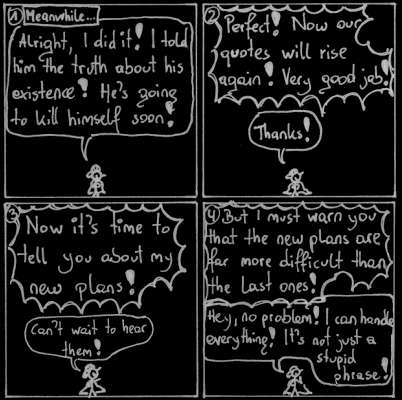 1 Meanwhile...
Alright, I did it! I told
him the truth about his
existence! He's going
to kill himself soon!
2
Perfect! Now our
quotes will rise
again! Very good job!
Thanks!
3
Now it's time to
tell you about my
new plans!
Can't wait to hear
them!
4 But I must warn you
that the new plans are
far more difficult than
the last ones!
Hey, no problem! I can handle
everything! It's not just a
stupid
phrase!